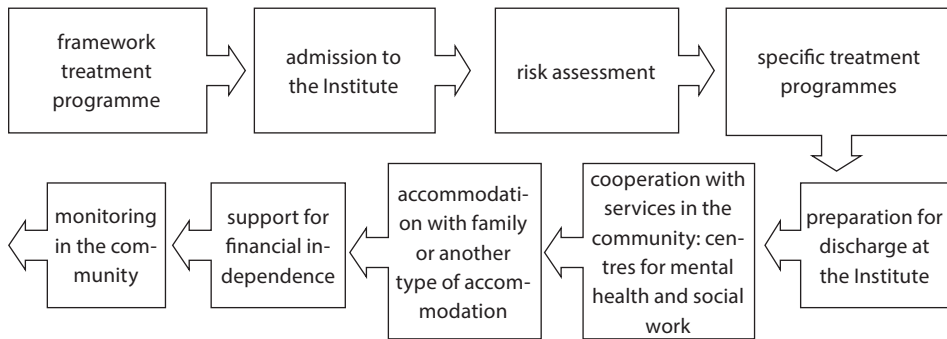 framework
treatment
programme
admission to
the Institute
risk assessment
specific treatment
programmes
preparation for
discharge at
the Institute
cooperation with
services in the
community: cen-
tres for mental
health and social
work
accommodati-
on with family
or another
type of accom-
modation
support for
financial in-
dependence
monitoring
in the com-
munity